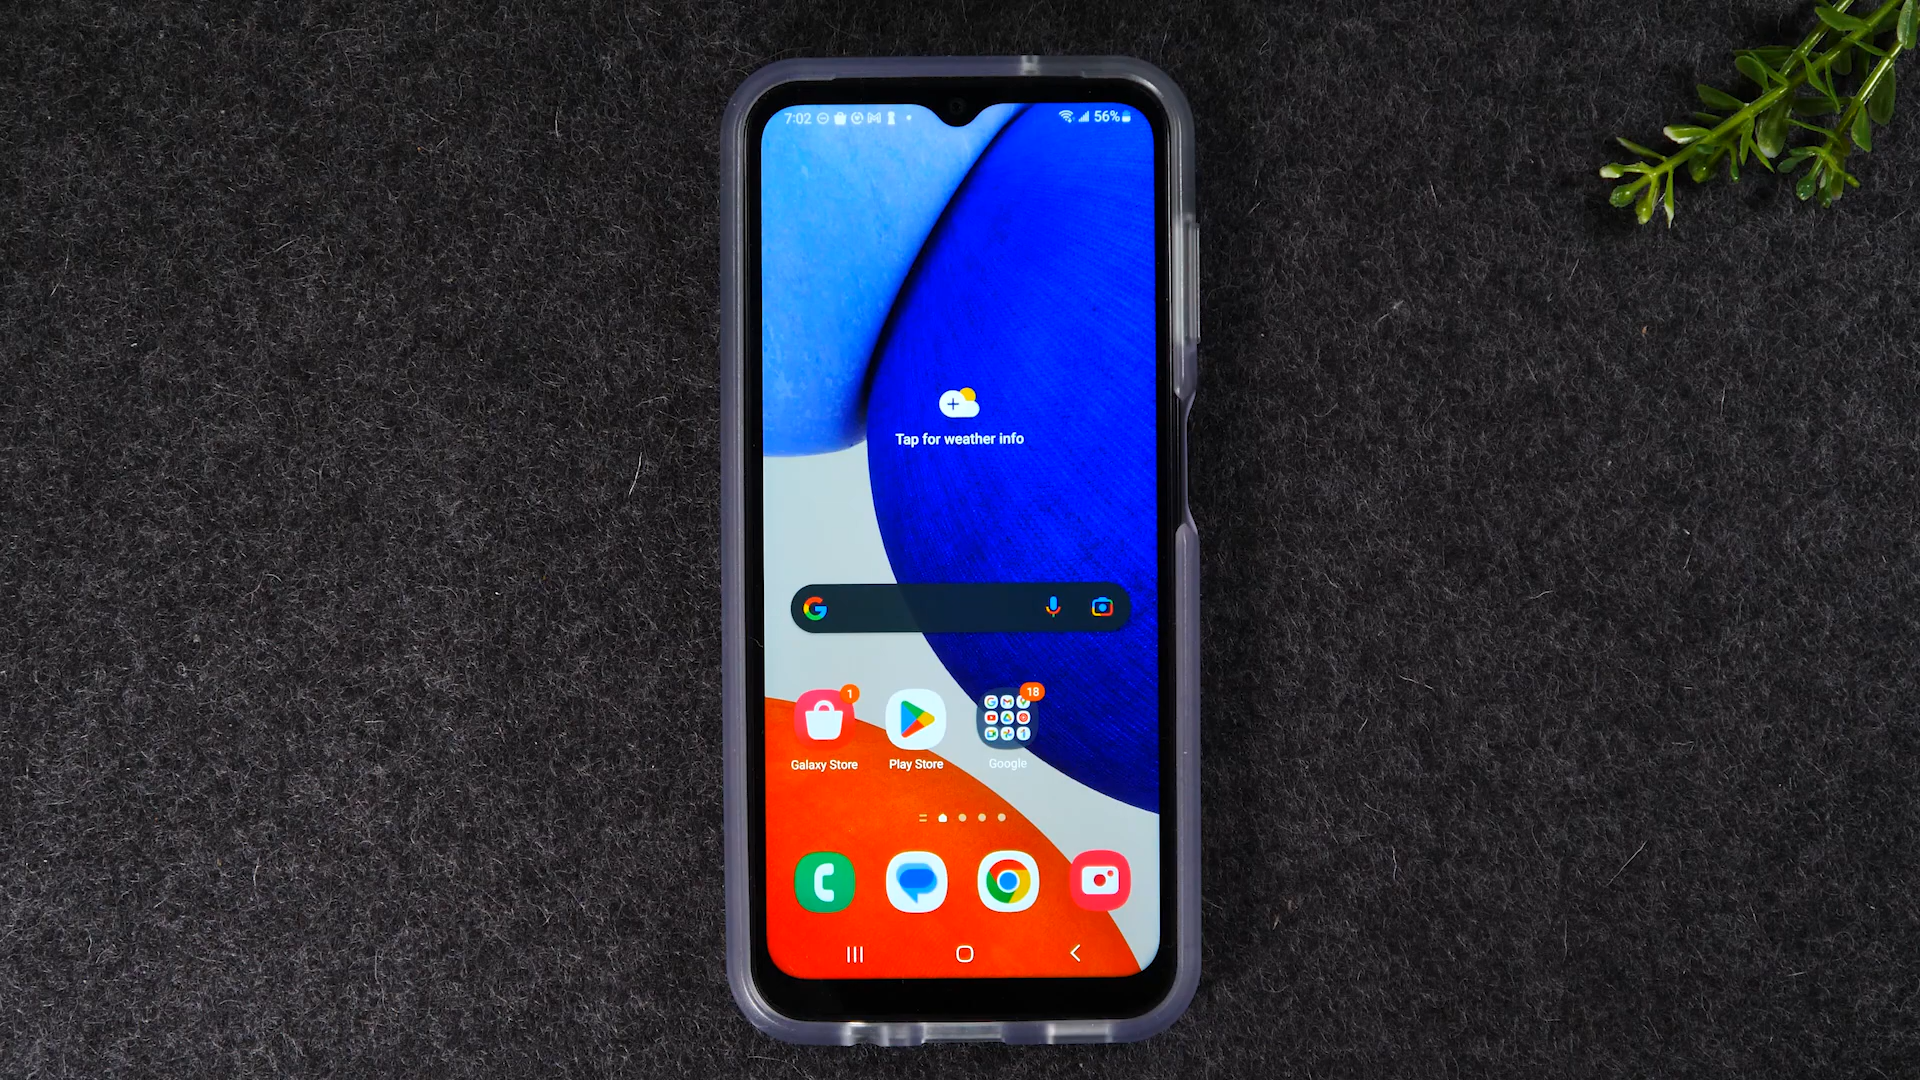 7:02
56%
Tap for weather info
1
18
Galaxy Store
Play Store
Google